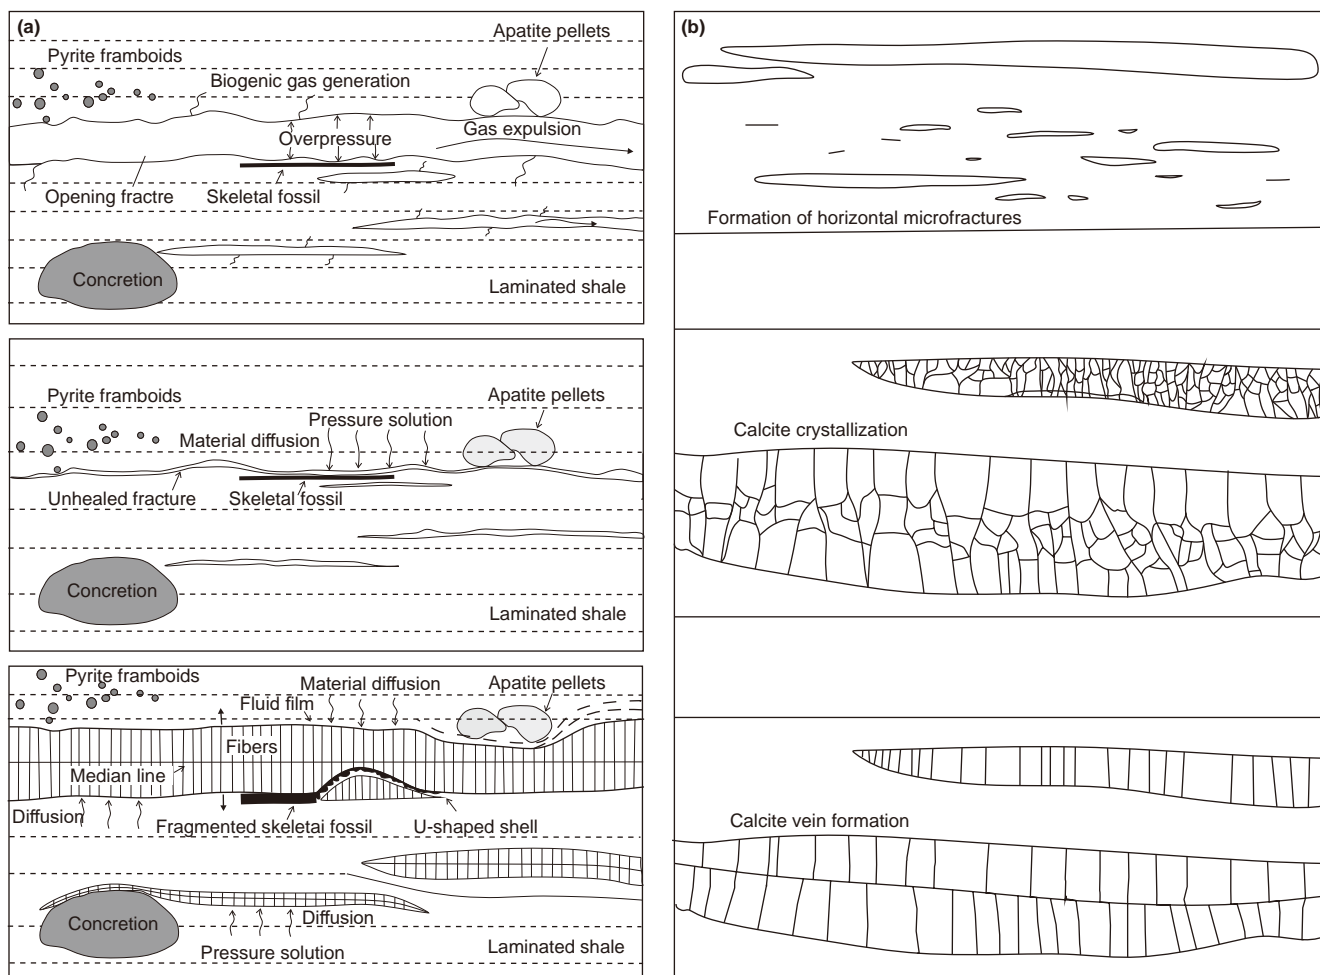 (a)
Apatite pellets
Pyrite framboids
Biogenic gas generation
Gas expulsion
Overpressure
Opening fractre
Skeletal fossil
Concretion
Laminated shale
Pyrite framboids
Apatite pellets
Pressure solution
Material diffusion
Unhealed fracture
Skeletal fossil
Concretion
Laminated shale
Pyrite framboids
Material diffusion
Apatite pellets
Fluid film
Fibers
Median line
Diffusion
Fragmented skeletai fossil
U-shaped shell
Diffusion
Concretion
Pressure solution
Laminated shale
(b)
Formation of horizontal microfractures
Calcite crystallization
Calcite vein formation